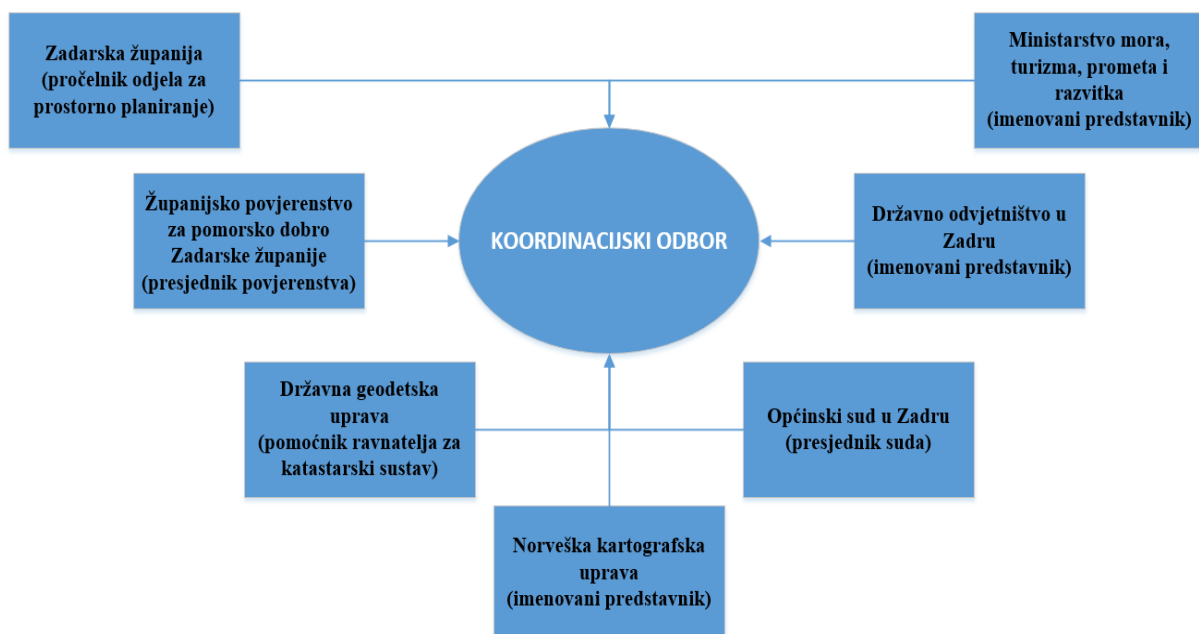 Zadarska županija
(pročelnik odjela za
prostorno planiranje)
Ministarstvo mora,
turizma, prometa i
razvitka
(imenovani predstavnik)
Županijsko povjerenstvo
za pomorsko dobro
Zadarske županije
(presjednik povjerenstva)
KOORDINACIJSKI ODBOR
Državno odvjetništvo u
Zadru
(imenovani predstavnik)
Državna geodetska
uprava
(pomoćnik ravnatelja za
katastarski sustav)
Općinski sud u Zadru
(presjednik suda)
Norveška kartografska
uprava
(imenovani predstavnik)